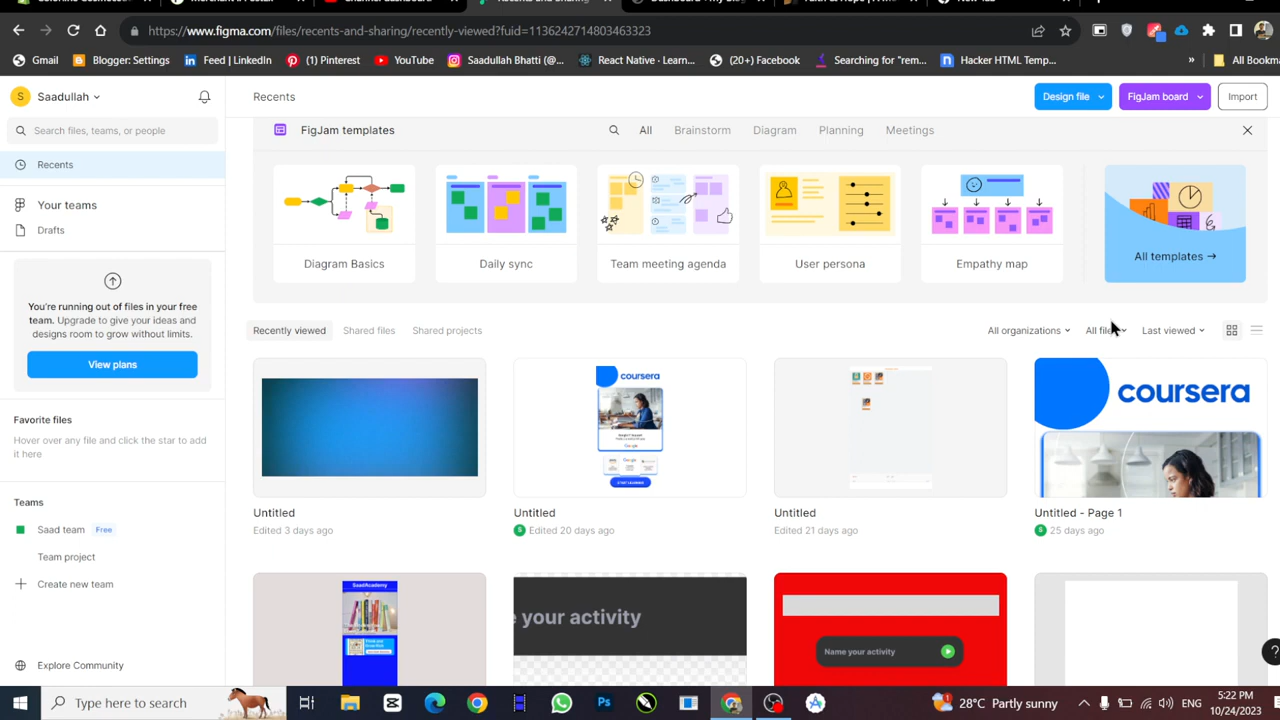 https://www.figma.com/files/recents-and-sharing/recently-viewed?fuid=1136242714803463323
Gmail
Blogger: Settings
Feed | LinkedIn
(1) Pinterest
YouTube
Saadullah Bhatti (@...
React Native · Learn...
(20+) Facebook
Searching for "rem...
Hacker HTML Temp...
»
All Bookm
S Saadullah
Recents
Design file
FigJam board
Import
Search files, teams, or people
FigJam templates
All
Brainstorm
Diagram
Planning
Meetings
Recents
Your teams
Drafts
Diagram Basics
Daily sync
Team meeting agenda
User persona
Empathy map
All templates →
You're running out of files in your free
team. Upgrade to give your ideas and
designs room to grow without limits.
View plans
Recently viewed
Shared files
Shared projects
All organizations
All
Last viewed
coursera
Google
START LEARNING
coursera
Favorite files
Hover over any file and click the star to add
it here
Untitled
Edited 3 days ago
Untitled
S Edited 20 days ago
Untitled
Edited 21 days ago
Untitled - Page 1
S 25 days ago
Teams
Saad team Free
Team project
Create new team
SaadAcademy
your activity
Name your activity
Explore Community
?
Type here to search
Ps
28°C Partly sunny
ENG
5:22 PM
10/24/2023